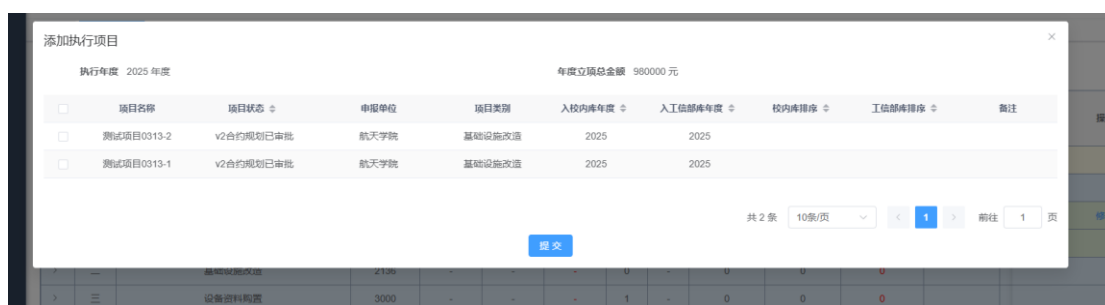 添加执行项目
执行年度 2025 年度 年度立项总金额 980000 元
项目名称 项目状态 申报单位 项目类别 入校内库年度 入工信部库年度 校内库排序 工信部库排序 备注
测试项目0313-2 v2合约规划已审批 航天学院 基础设施改造 2025 2025
测试项目0313-1 v2合约规划已审批 航天学院 基础设施改造 2025 2025
共 2 条 10条/页 1 前往 1 页
提 交
二 基础设施改造 2136 - - - 0 - 0 0 0
三 设备资料购置 3000 - - - 1 - 0 0 0